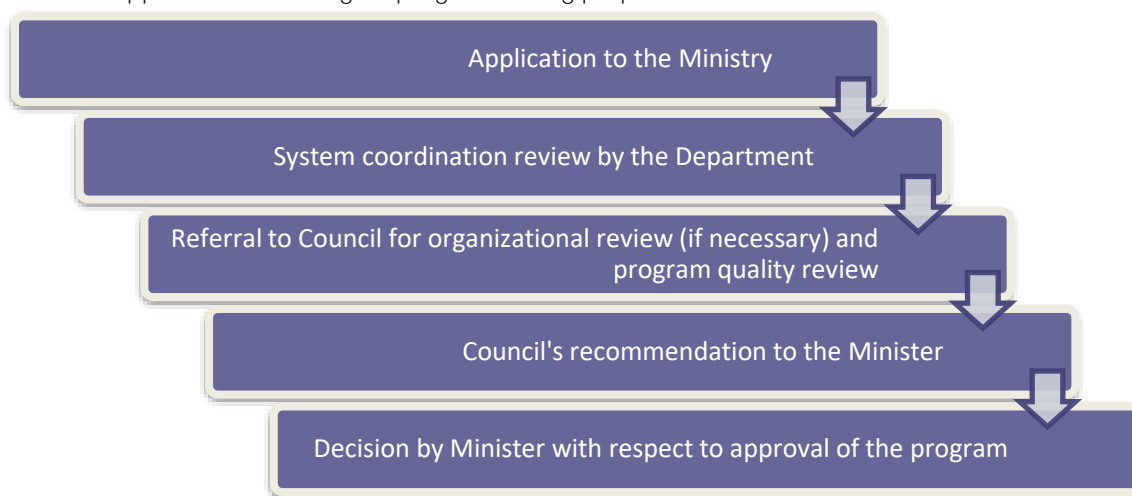 Application to the Ministry
System coordination review by the Department
Referral to Council for organizational review (if necessary) and
program quality review
Council's recommendation to the Minister
Decision by Minister with respect to approval of the program